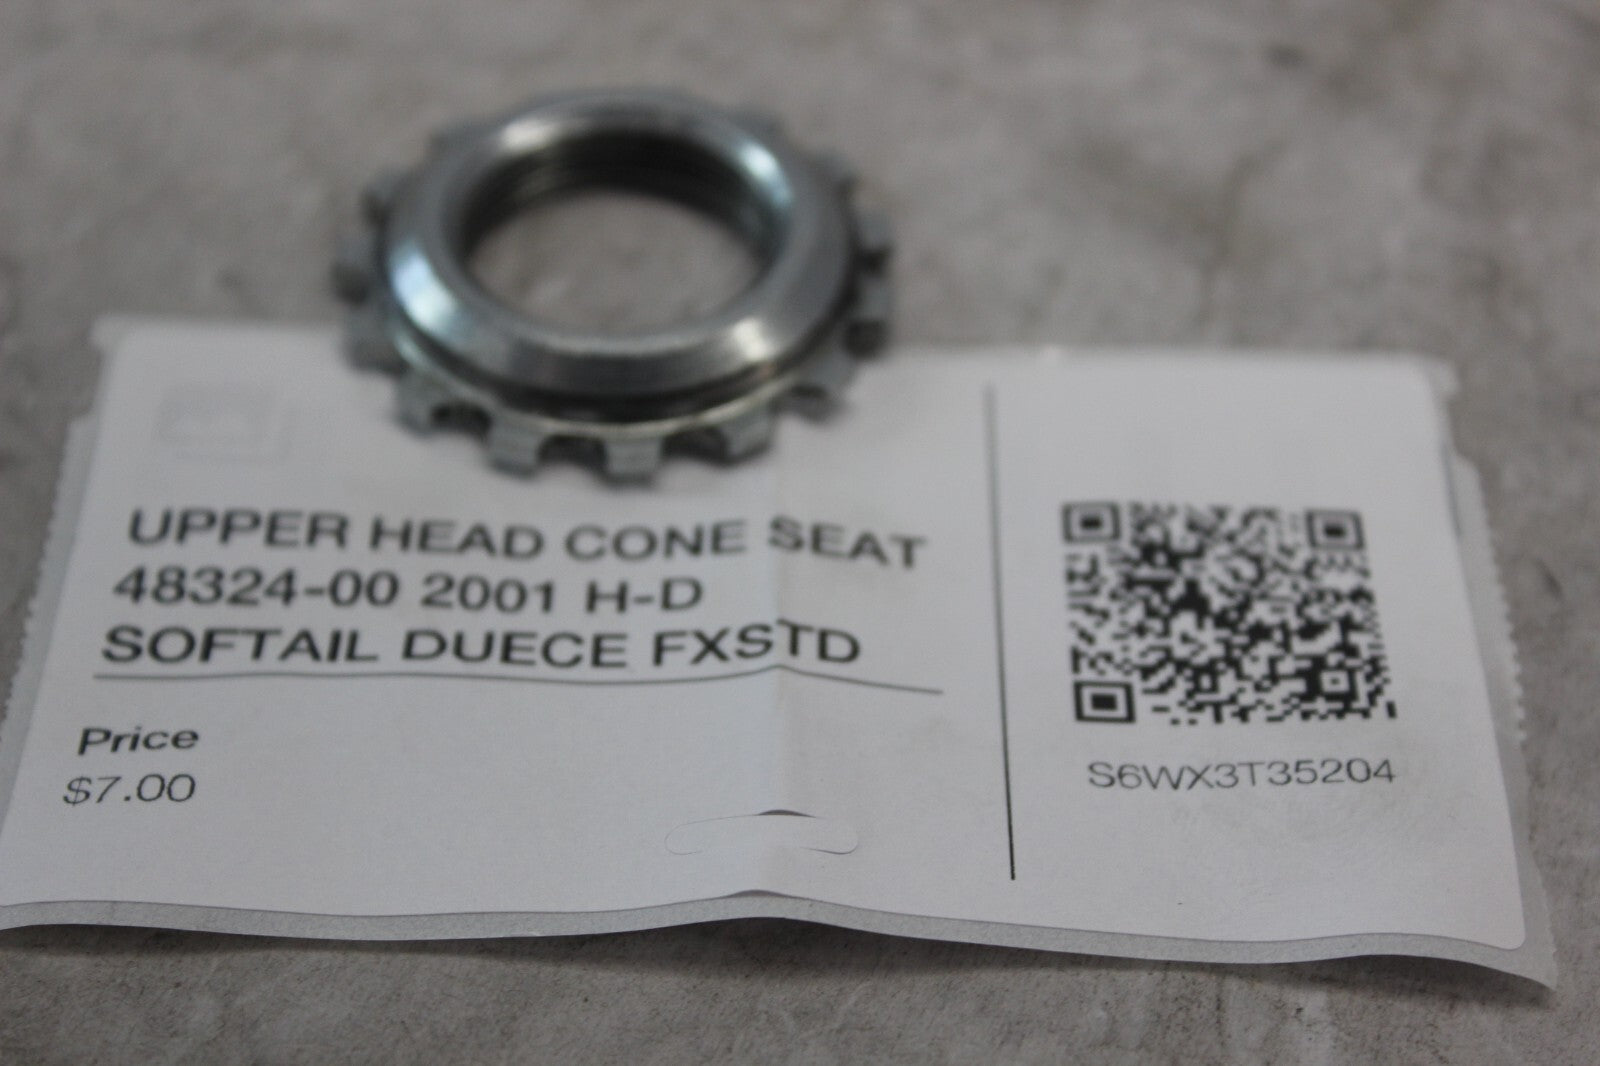 UPPER HEAD CONE SEAT
48324-00 2001 H-D
SOFTAIL DUECE FXSTD
Price
$7.00
S6WX3T35204